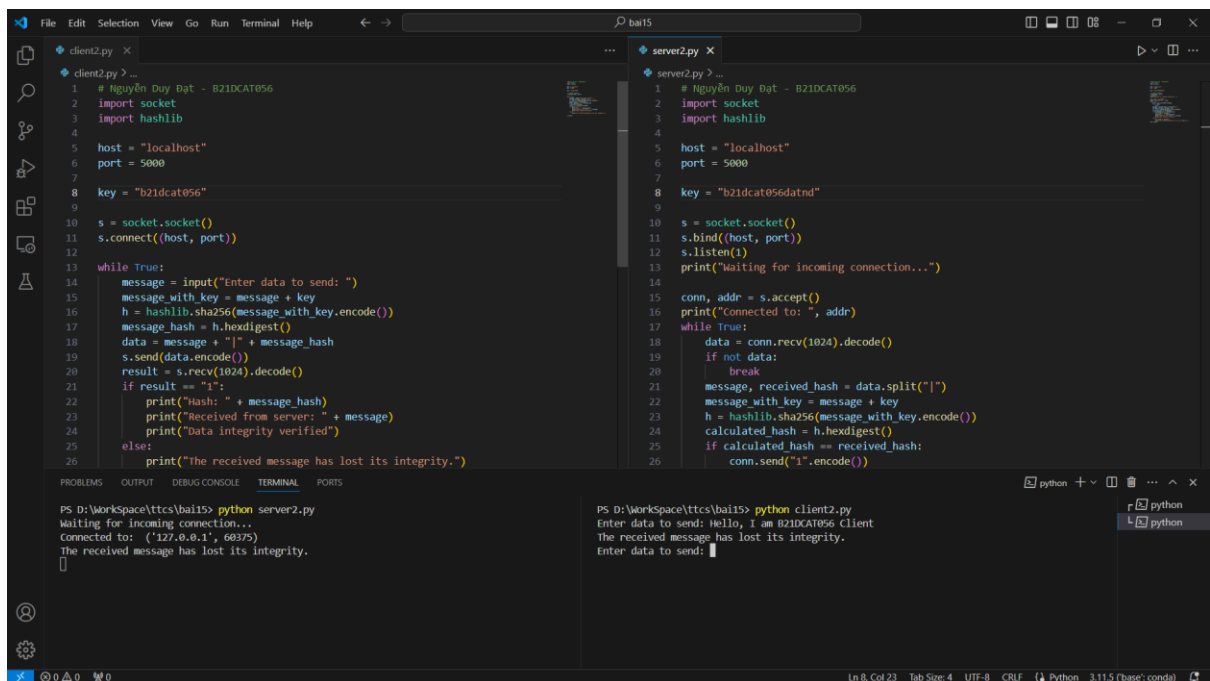 File Edit Selection View Go Run Terminal Help
bai15
client2.py
client2.py > ...
1 # Nguyễn Duy Đạt - B21DCAT056
2 import socket
3 import hashlib
4
5 host = "localhost"
6 port = 5000
7
8 key = "b21dcat056"
9
10 s = socket.socket()
11 s.connect((host, port))
12
13 while True:
14 message = input("Enter data to send: ")
15 message_with_key = message + key
16 h = hashlib.sha256(message_with_key.encode())
17 message_hash = h.hexdigest()
18 data = message + "|" + message_hash
19 s.send(data.encode())
20 result = s.recv(1024).decode()
21 if result == "1":
22 print("Hash: " + message_hash)
23 print("Received from server: " + message)
24 print("Data integrity verified")
25 else:
26 print("The received message has lost its integrity.")
server2.py
server2.py > ...
1 # Nguyễn Duy Đạt - B21DCAT056
2 import socket
3 import hashlib
4
5 host = "localhost"
6 port = 5000
7
8 key = "b21dcat056datnd"
9
10 s = socket.socket()
11 s.bind((host, port))
12 s.listen(1)
13 print("Waiting for incoming connection...")
14
15 conn, addr = s.accept()
16 print("Connected to: ", addr)
17 while True:
18 data = conn.recv(1024).decode()
19 if not data:
20 break
21 message, received_hash = data.split("|")
22 message_with_key = message + key
23 h = hashlib.sha256(message_with_key.encode())
24 calculated_hash = h.hexdigest()
25 if calculated_hash == received_hash:
26 conn.send("1".encode())
PROBLEMS OUTPUT DEBUG CONSOLE TERMINAL PORTS
python
PS D:\WorkSpace\ttcs\bai15> python server2.py
Waiting for incoming connection...
Connected to: ('127.0.0.1', 60375)
The received message has lost its integrity.
PS D:\WorkSpace\ttcs\bai15> python client2.py
Enter data to send: Hello, I am B21DCAT056 Client
The received message has lost its integrity.
Enter data to send:
python
python
0 0 0 Ln 8, Col 23 Tab Size: 4 UTF-8 CRLF Python 3.11.5 ('base': conda)